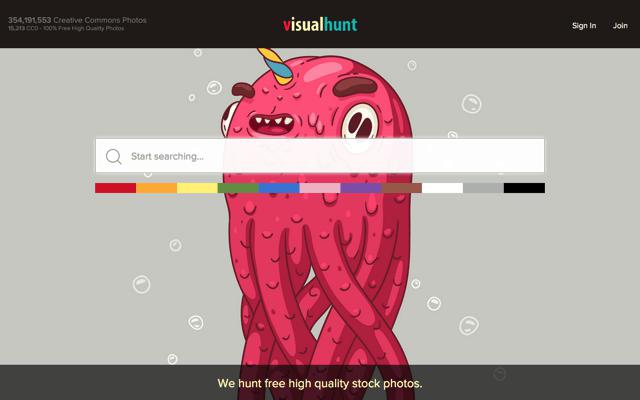 354,191,553 Creative Commons Photos
15,313 CC0 - 100% Free High Quality Photos
visualhunt
Sign In
Join
Start searching...
We hunt free high quality stock photos.